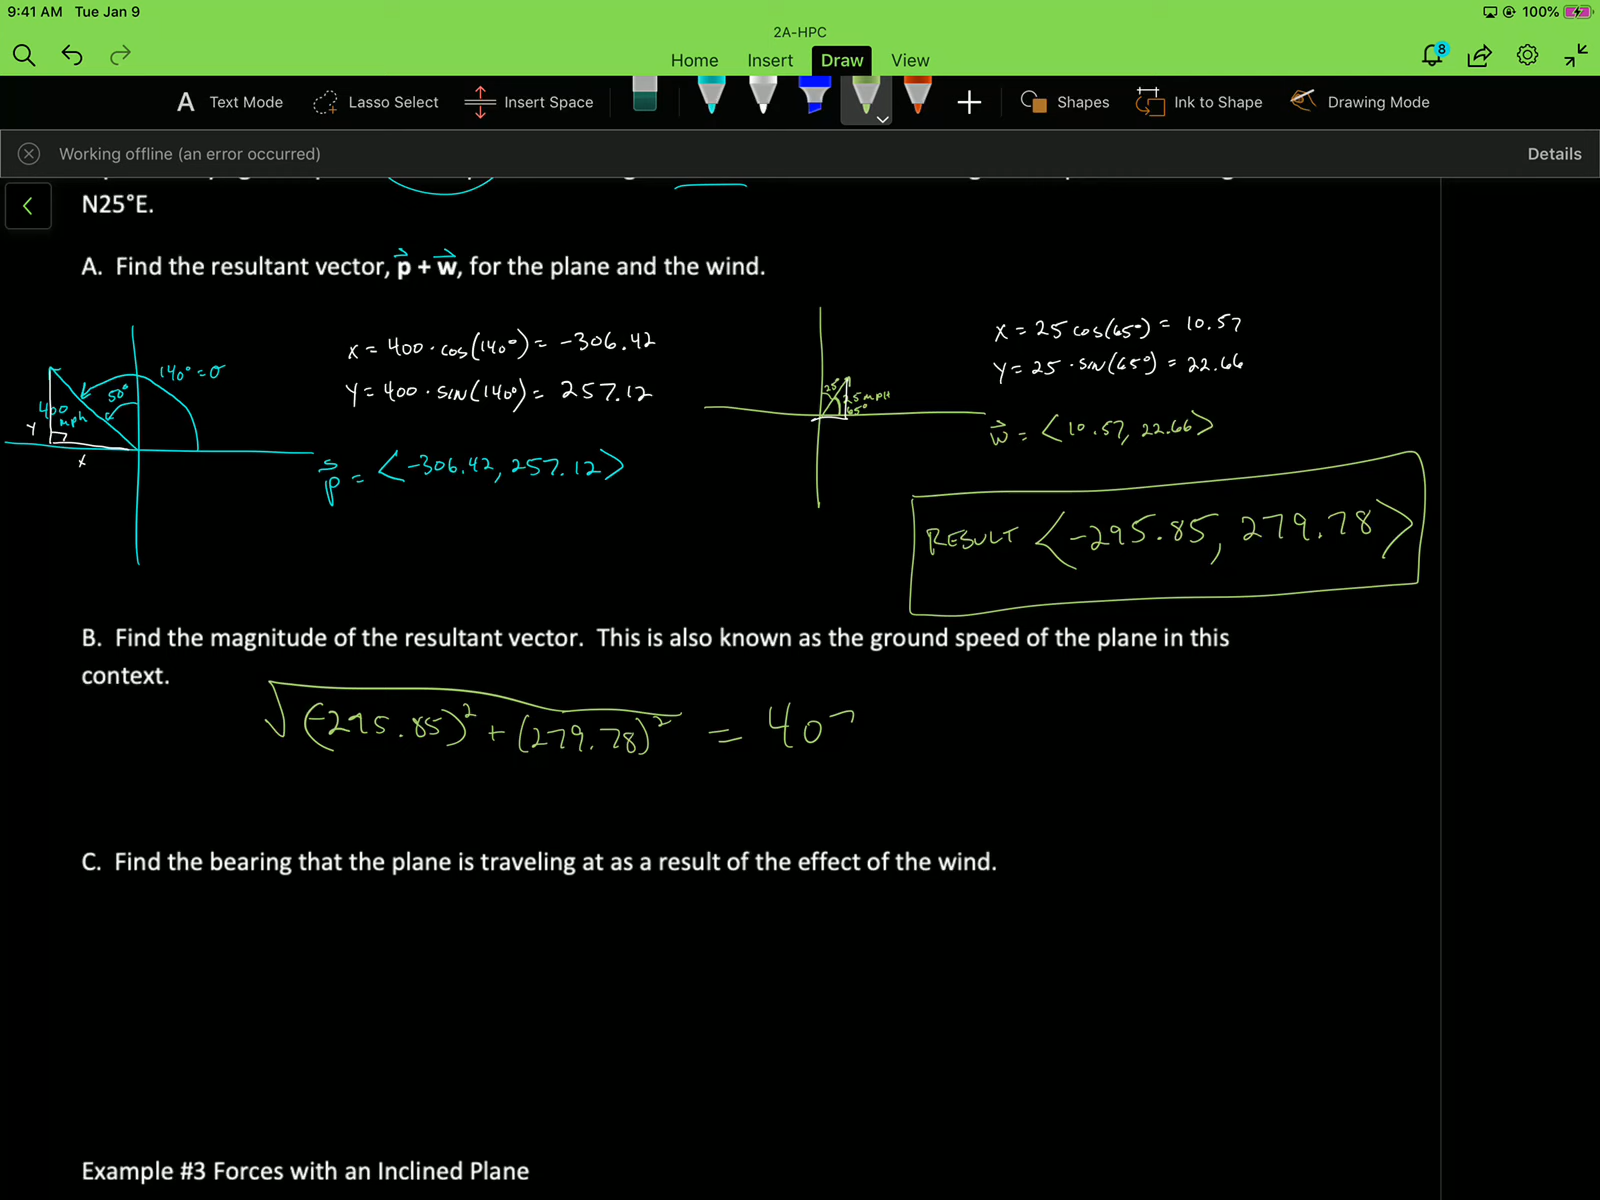 9:41 AM Tue Jan 9
100%
2A-HPC
Home Insert Draw View
8
A Text Mode Lasso Select Insert Space Shapes Ink to Shape Drawing Mode
Working offline (an error occurred) Details
N25°E.
A. Find the resultant vector, p + w, for the plane and the wind.
x = 400 · cos(140°) = -306.42
y = 400 · sin(140°) = 257.12
140° = θ
50°
400 mph
y
x
p = <-306.42, 257.12>
25
25 mph
65°
x = 25 cos(65°) = 10.57
y = 25 · sin(65°) = 22.66
w = <10.57, 22.66>
RESULT <-295.85, 279.78>
B. Find the magnitude of the resultant vector. This is also known as the ground speed of the plane in this
context.
√(-295.85)² + (279.78)² = 407
C. Find the bearing that the plane is traveling at as a result of the effect of the wind.
Example #3 Forces with an Inclined Plane